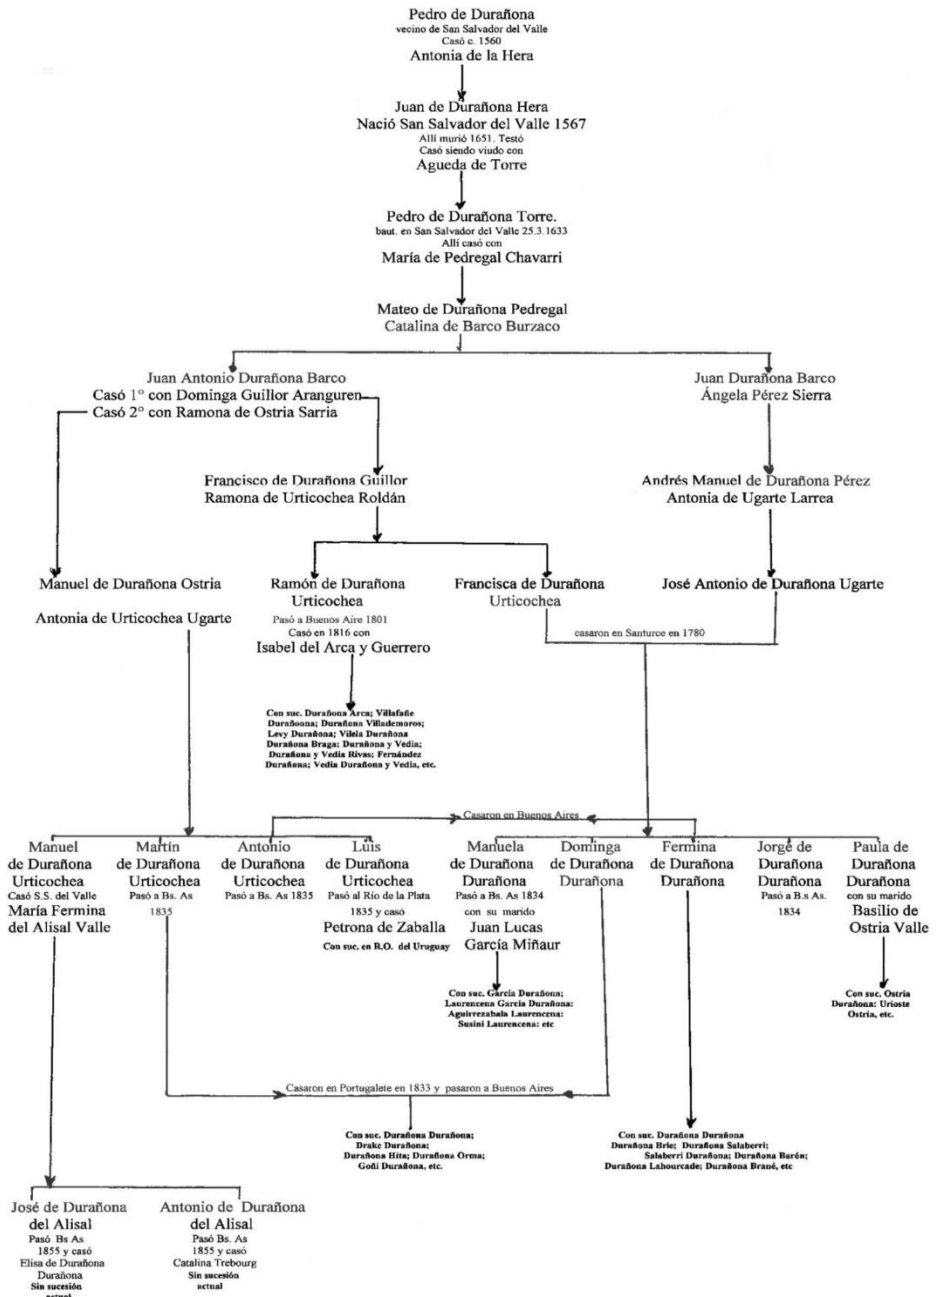 Pedro de Durañona
vecino de San Salvador del Valle
Casó c. 1560
Antonia de la Hera
Juan de Durañona Hera
Nació San Salvador del Valle 1567
Allí murió 1651. Testó
Casó siendo viudo con
Agueda de Torre
Pedro de Durañona Torre.
baut. en San Salvador del Valle 25.3.1633
Allí casó con
María de Pedregal Chavarri
Mateo de Durañona Pedregal
Catalina de Barco Burzaco
Juan Antonio Durañona Barco
Casó 1° con Dominga Guillor Aranguren
Casó 2° con Ramona de Ostria Sarria
Juan Durañona Barco
Ángela Pérez Sierra
Francisco de Durañona Guillor
Ramona de Urticochea Roldán
Andrés Manuel de Durañona Pérez
Antonia de Ugarte Larrea
Manuel de Durañona Ostria
Antonia de Urticochea Ugarte
Ramón de Durañona
Urticochea
Pasó a Buenos Aire 1801
Casó en 1816 con
Isabel del Arca y Guerrero
Francisca de Durañona
Urticochea
José Antonio de Durañona Ugarte
casaron en Santurce en 1780
Con suc. Durañona Arca; Villafañe
Durañoona; Durañona Villademoros;
Levy Durañona; Vilela Durañona
Durañona Braga; Durañona y Vedia;
Durañona y Vedia Rivas; Fernández
Durañona; Vedia Durañona y Vedia, etc.
Casaron en Buenos Aires
Manuel
de Durañona
Urticochea
Casó S.S. del Valle
María Fermina
del Alisal Valle
Martín
de Durañona
Urticochea
Pasó a Bs. As
1835
Antonio
de Durañona
Urticochea
Pasó a Bs. As 1835
Luis
de Durañona
Urticochea
Pasó al Río de la Plata
1835 y casó
Petrona de Zaballa
Con suc. en R.O. del Uruguay
Manuela
de Durañona
Durañona
Pasó a Bs. As 1834
con su marido
Juan Lucas
García Miñaur
Dominga
de Durañona
Durañona
Fermina
de Durañona
Durañona
Jorge de
Durañona
Durañona
Pasó a B.s As.
1834
Paula de
Durañona
Durañona
con su marido
Basilio de
Ostria Valle
Con suc. García Durañona;
Laurencena García Durañona:
Aguirrezabala Laurencena:
Susini Laurencena: etc
Con suc. Ostria
Durañona: Urioste
Ostria, etc.
Casaron en Portugalete en 1833 y pasaron a Buenos Aires
Con suc. Durañona Durañona;
Drake Durañona;
Durañona Hita; Durañona Orma;
Goñi Durañona, etc.
Con suc. Durañona Durañona
Durañona Brie; Durañona Salaberri;
Salaberri Durañona; Durañona Barón;
Durañona Lahourcade; Durañona Brané, etc
José de Durañona
del Alisal
Pasó Bs As
1855 y casó
Elisa de Durañona
Durañona
Sin sucesión
actual
Antonio de Durañona
del Alisal
Pasó Bs. As
1855 y casó
Catalina Trebourg
Sin sucesión
actual